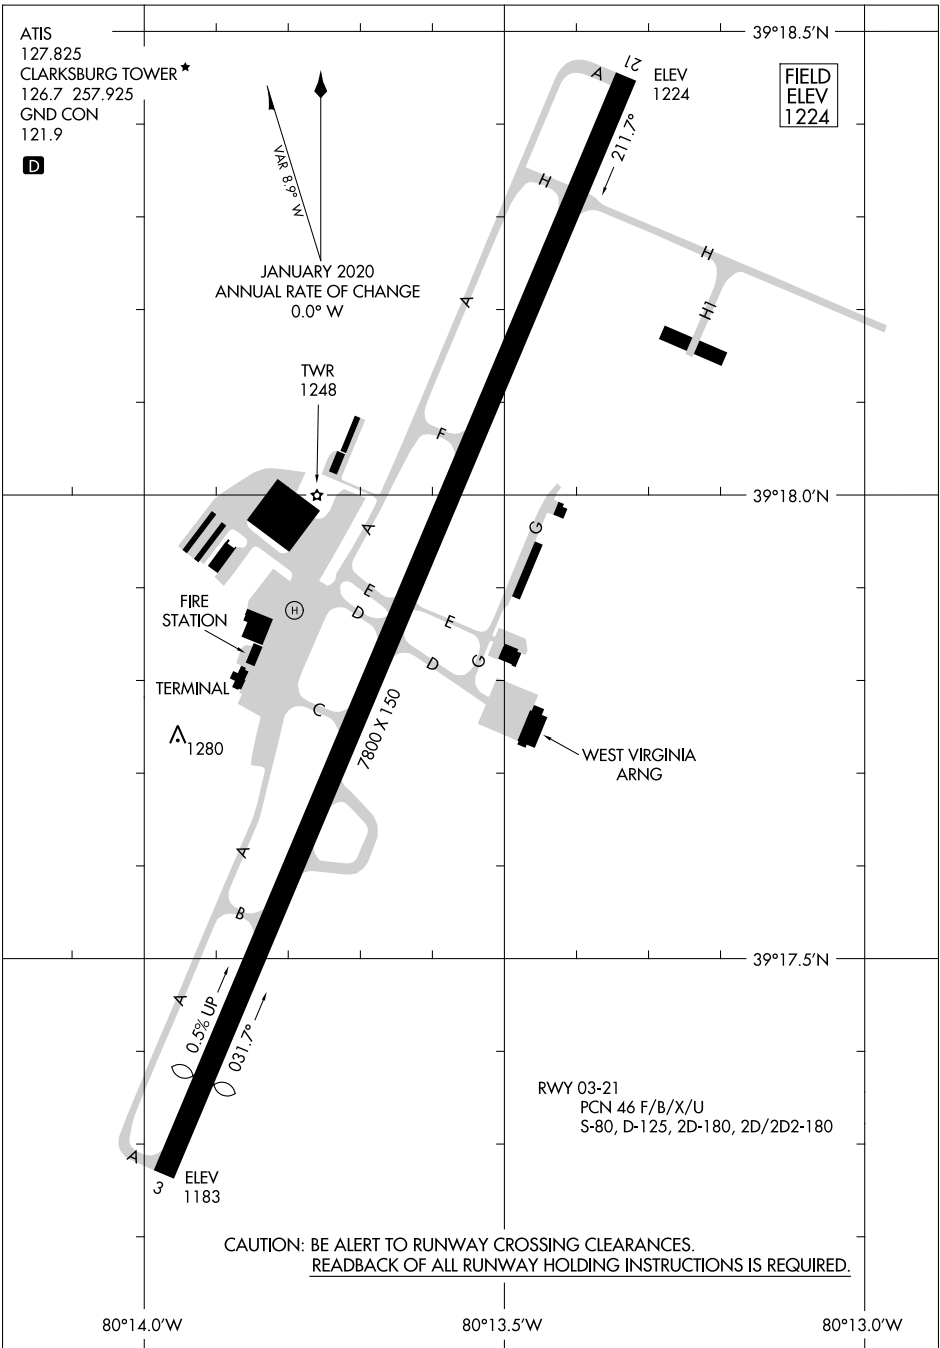 ATIS
127.825
CLARKSBURG TOWER ★
126.7 257.925
GND CON
121.9
D
39°18.5'N
FIELD
ELEV
1224
21
ELEV
1224
A
211.7°
VAR 8.9° W
JANUARY 2020
ANNUAL RATE OF CHANGE
0.0° W
H
H
H1
A
TWR
1248
F
39°18.0'N
A
G
E
D
E
D
G
FIRE
STATION
H
TERMINAL
C
1280
7800 X 150
WEST VIRGINIA
ARNG
A
B
39°17.5'N
A
0.5% UP
031.7°
RWY 03-21
PCN 46 F/B/X/U
S-80, D-125, 2D-180, 2D/2D2-180
A
3
ELEV
1183
CAUTION: BE ALERT TO RUNWAY CROSSING CLEARANCES.
READBACK OF ALL RUNWAY HOLDING INSTRUCTIONS IS REQUIRED.
80°14.0'W
80°13.5'W
80°13.0'W